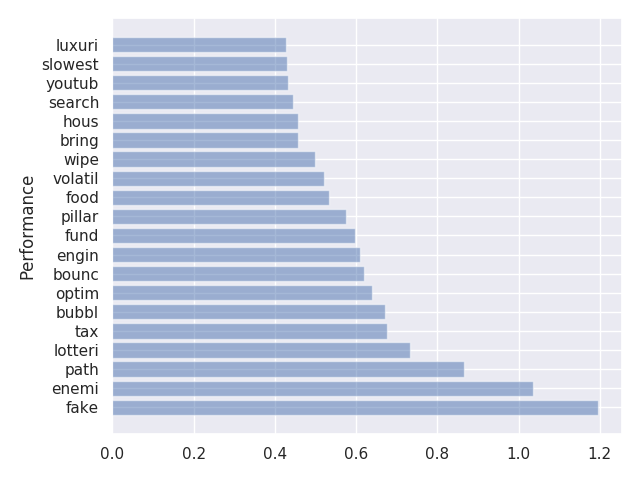 luxuri
slowest
youtub
search
hous
bring
wipe
volatil
food
pillar
fund
engin
bounc
optim
bubbl
tax
lotteri
path
enemi
fake
Performance
0.0 0.2 0.4 0.6 0.8 1.0 1.2